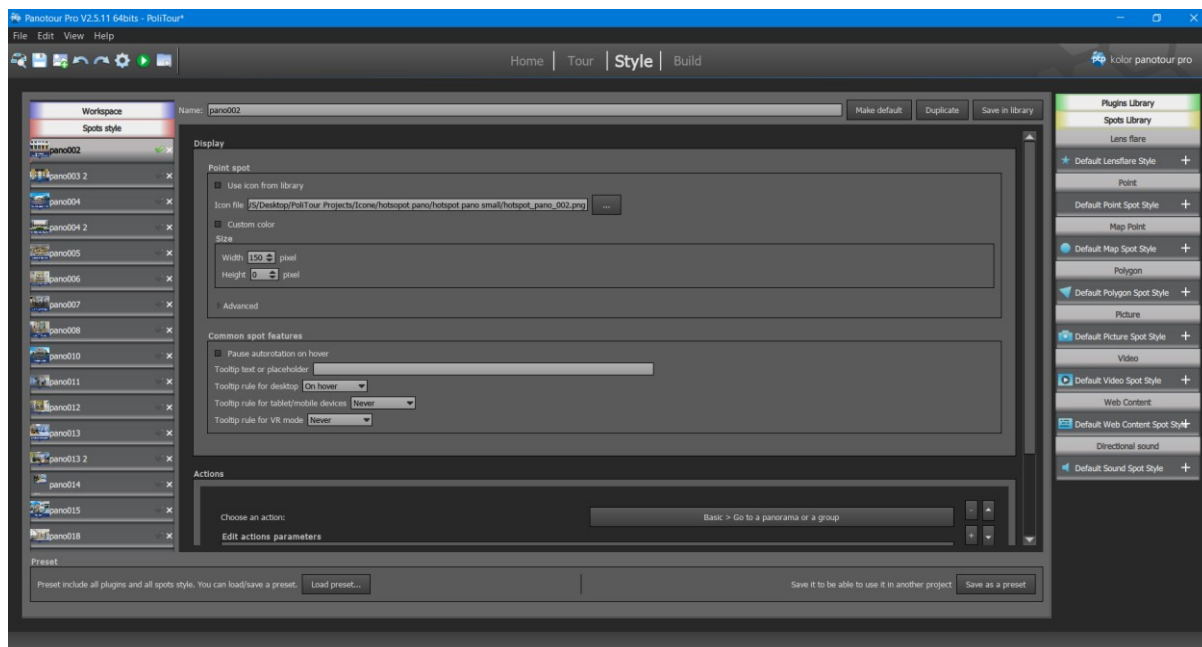 Panotour Pro V2.5.11 64bits - PoliTour*
File Edit View Help
Home Tour Style Build
kolor panotour pro
Workspace
Spots style
pano002
pano003 2
pano004
pano004 2
pano005
pano006
pano007
pano008
pano010
pano011
pano012
pano013
pano013 2
pano014
pano015
pano018
Name: pano002
Make default
Duplicate
Save in library
Display
Point spot
Use icon from library
Icon file /S/Desktop/PoliTour Projects/Icone/hotsopot pano/hotspot pano small/hotspot_pano_002.png ...
Custom color
Size
Width 150 pixel
Height 0 pixel
Advanced
Common spot features
Pause autorotation on hover
Tooltip text or placeholder
Tooltip rule for desktop On hover
Tooltip rule for tablet/mobile devices Never
Tooltip rule for VR mode Never
Actions
Choose an action: Basic > Go to a panorama or a group - +
Edit actions parameters
Preset
Preset include all plugins and all spots style. You can load/save a preset. Load preset...
Save it to be able to use it in another project Save as a preset
Plugins Library
Spots Library
Lens flare
Default Lensflare Style +
Point
Default Point Spot Style +
Map Point
Default Map Spot Style +
Polygon
Default Polygon Spot Style +
Picture
Default Picture Spot Style +
Video
Default Video Spot Style +
Web Content
Default Web Content Spot Style +
Directional sound
Default Sound Spot Style +